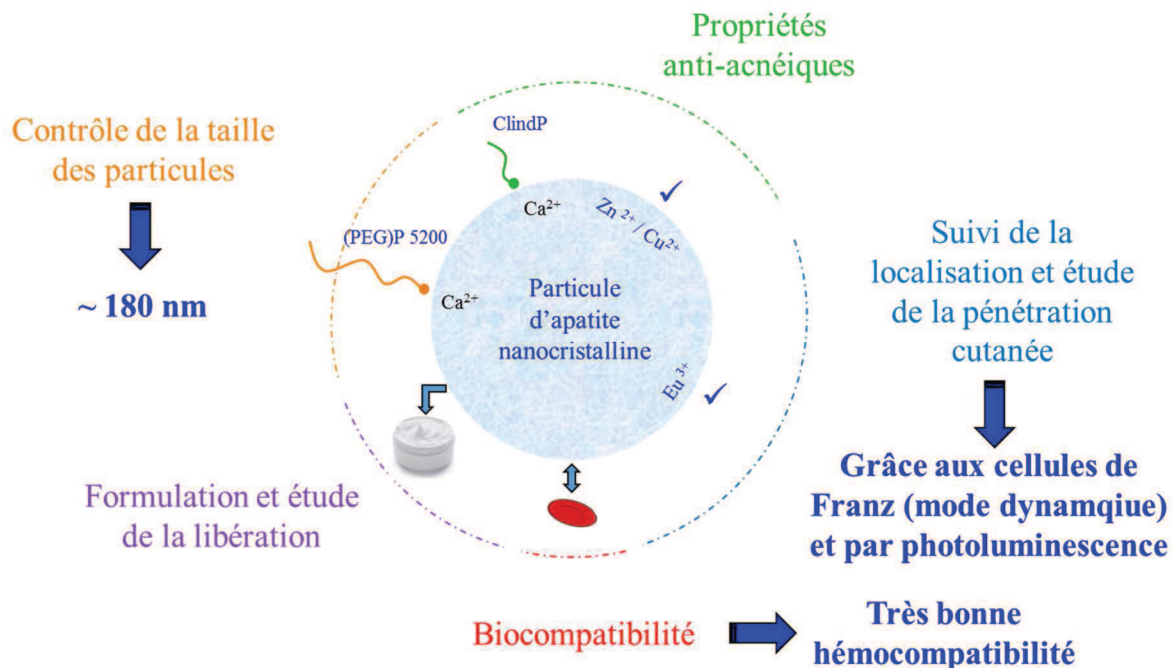 Propriétés
anti-acnéiques
Contrôle de la taille
des particules
~ 180 nm
ClindP
Ca²⁺
Zn ²⁺ / Cu²⁺
(PEG)P 5200
Ca²⁺
Particule
d’apatite
nanocristalline
Eu ³⁺
Suivi de la
localisation et étude
de la pénétration
cutanée
Grâce aux cellules de
Franz (mode dynamqiue)
et par photoluminescence
Formulation et étude
de la libération
Biocompatibilité
Très bonne
hémocompatibilité